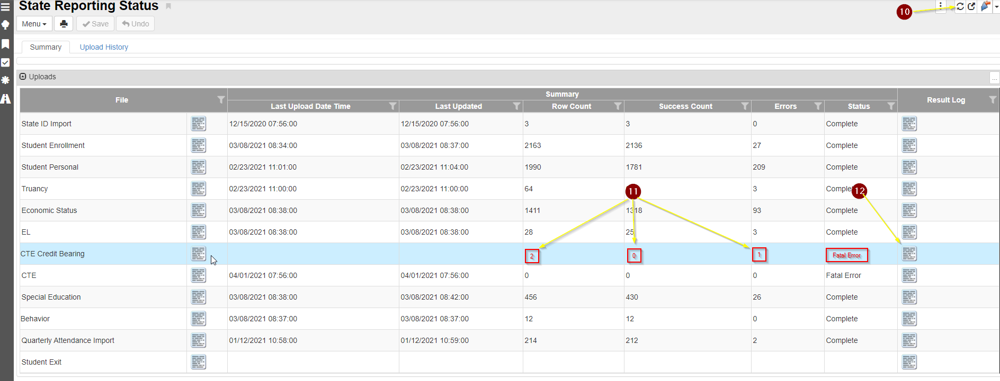 State Reporting Status
10
Menu
Save
Undo
Summary
Upload History
Uploads
...
File
Summary
Result Log
Last Upload Date Time
Last Updated
Row Count
Success Count
Errors
Status
State ID Import 12/15/2020 07:56:00 12/15/2020 07:56:00 3 3 0 Complete
Student Enrollment 03/08/2021 08:34:00 03/08/2021 08:37:00 2163 2136 27 Complete
Student Personal 02/23/2021 11:01:00 02/23/2021 11:04:00 1990 1781 209 Complete
Truancy 02/23/2021 11:00:00 02/23/2021 11:00:00 64 3 Complete
11
12
Economic Status 03/08/2021 08:38:00 03/08/2021 08:38:00 1411 1318 93 Complete
EL 03/08/2021 08:38:00 03/08/2021 08:38:00 28 25 3 Complete
CTE Credit Bearing 2 0 1 Fatal Error
CTE 04/01/2021 07:56:00 04/01/2021 07:56:00 0 0 0 Fatal Error
Special Education 03/08/2021 08:38:00 03/08/2021 08:42:00 456 430 26 Complete
Behavior 03/08/2021 08:37:00 03/08/2021 08:37:00 12 12 0 Complete
Quarterly Attendance Import 01/12/2021 10:58:00 01/12/2021 10:59:00 214 212 2 Complete
Student Exit